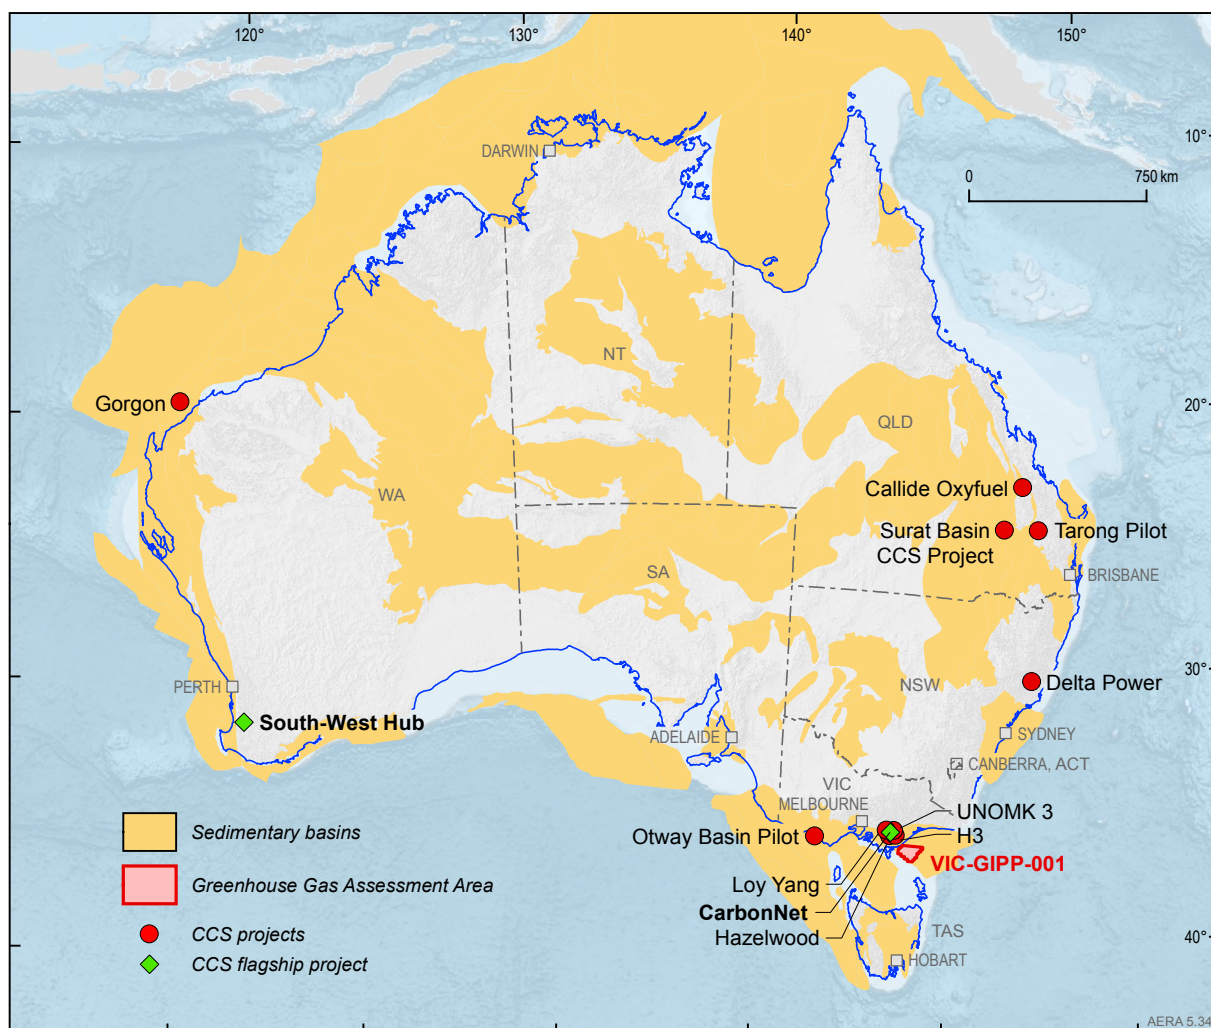 120°
130°
140°
150°
10°
DARWIN
0
750 km
NT
20°
Gorgon
QLD
WA
Callide Oxyfuel
Surat Basin
CCS Project
Tarong Pilot
SA
BRISBANE
30°
PERTH
NSW
Delta Power
South-West Hub
ADELAIDE
SYDNEY
CANBERRA, ACT
VIC
MELBOURNE
UNOMK 3
Otway Basin Pilot
H3
VIC-GIPP-001
Loy Yang
CarbonNet
Hazelwood
TAS
40°
HOBART
Sedimentary basins
Greenhouse Gas Assessment Area
CCS projects
CCS flagship project
AERA 5.34